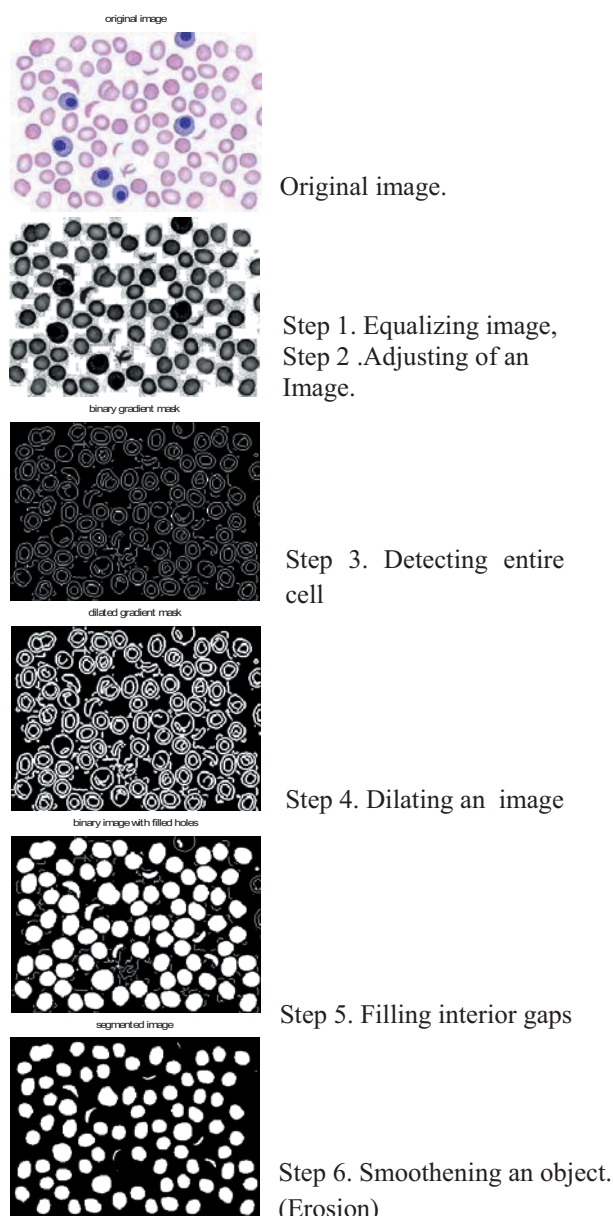 original image
Original image.
Step 1. Equalizing image,
Step 2 .Adjusting of an
Image.
binary gradient mask
Step 3. Detecting entire
cell
dilated gradient mask
Step 4. Dilating an image
binary image with filled holes
Step 5. Filling interior gaps
segmented image
Step 6. Smoothening an object.
(Erosion)